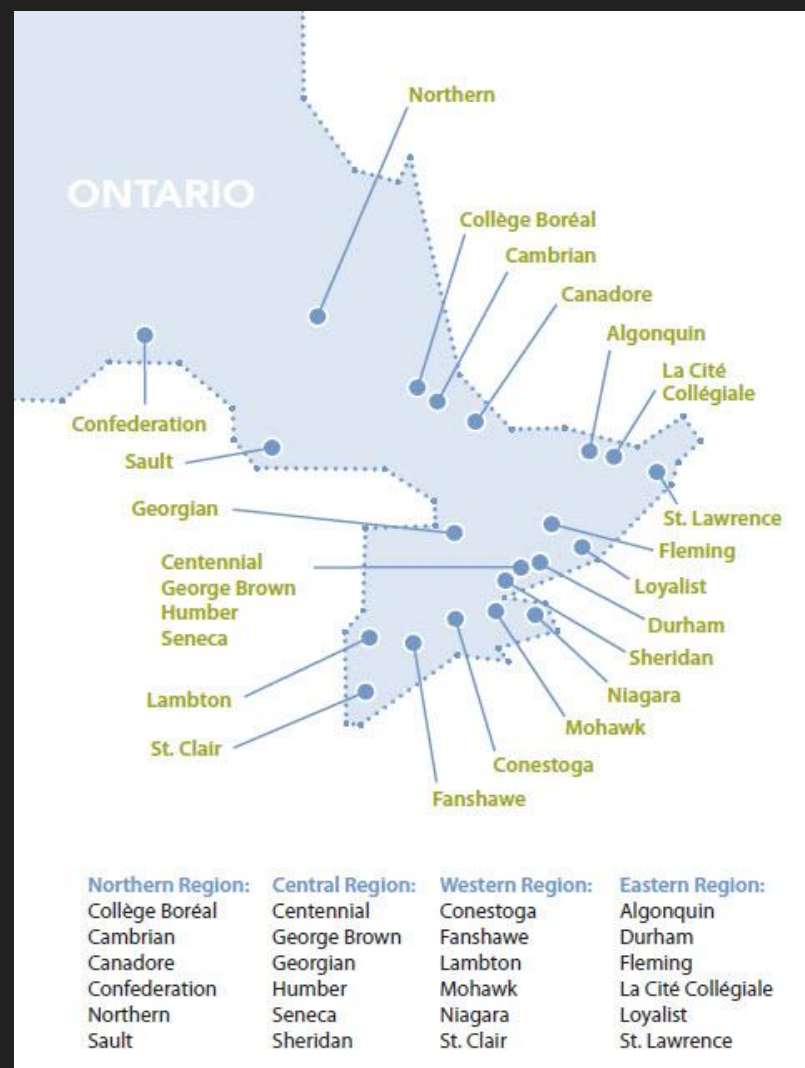 Northern
ONTARIO
Collège Boréal
Cambrian
Canadore
Algonquin
La Cité
Collégiale
Confederation
Sault
Georgian
St. Lawrence
Centennial
George Brown
Humber
Seneca
Fleming
Loyalist
Durham
Sheridan
Lambton
Niagara
Mohawk
St. Clair
Conestoga
Fanshawe
Northern Region:
Collège Boréal
Cambrian
Canadore
Confederation
Northern
Sault
Central Region:
Centennial
George Brown
Georgian
Humber
Seneca
Sheridan
Western Region:
Conestoga
Fanshawe
Lambton
Mohawk
Niagara
St. Clair
Eastern Region:
Algonquin
Durham
Fleming
La Cité Collégiale
Loyalist
St. Lawrence